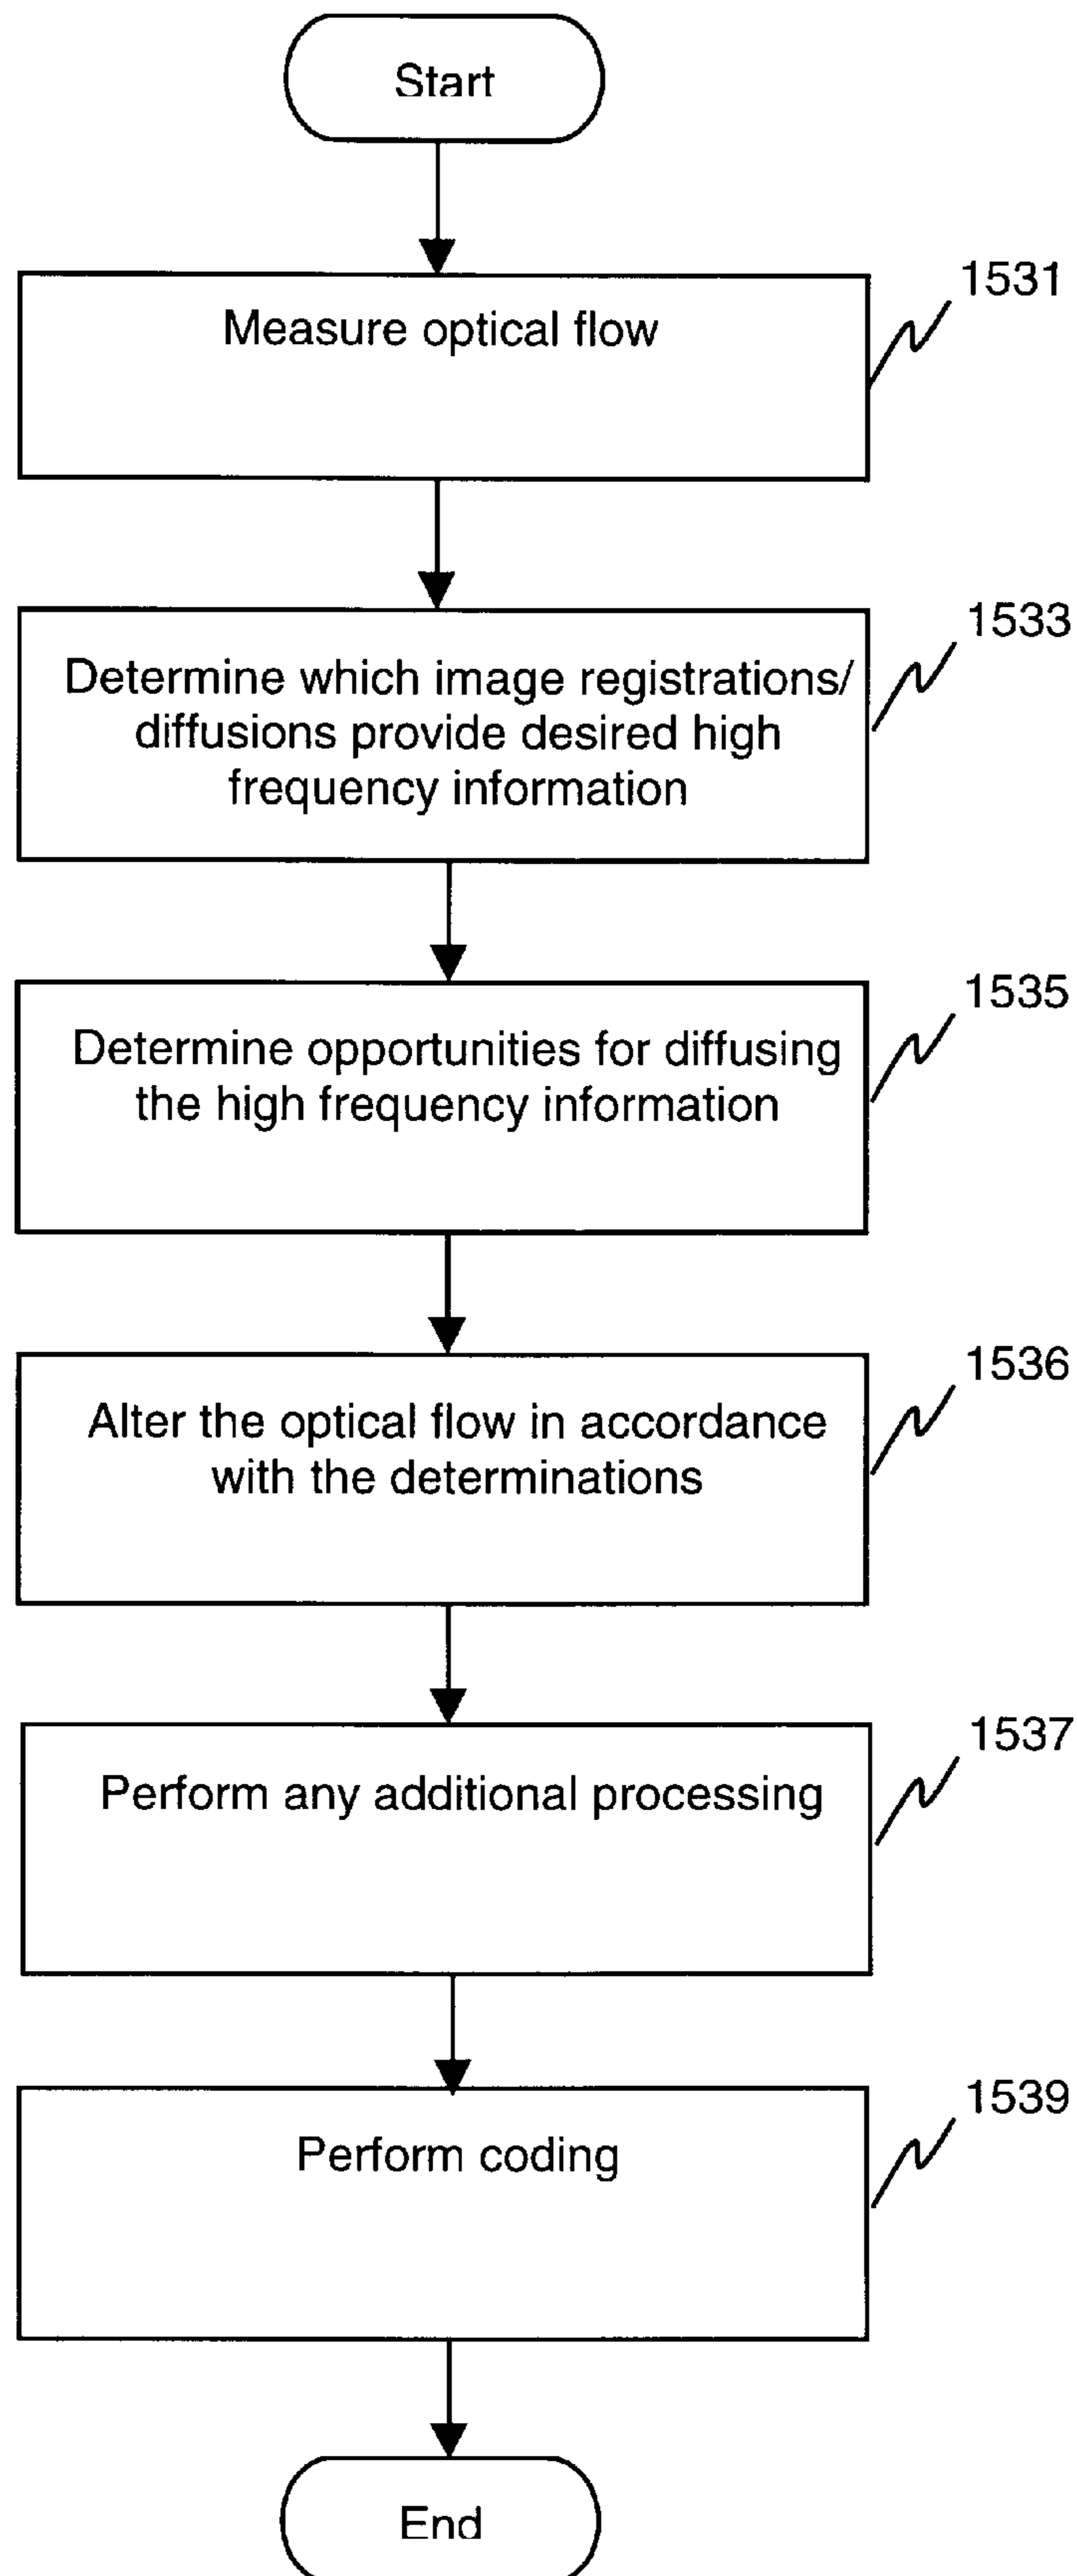 Start
Measure optical flow
1531
Determine which image registrations/
diffusions provide desired high
frequency information
1533
Determine opportunities for diffusing
the high frequency information
1535
Alter the optical flow in accordance
with the determinations
1536
Perform any additional processing
1537
Perform coding
1539
End